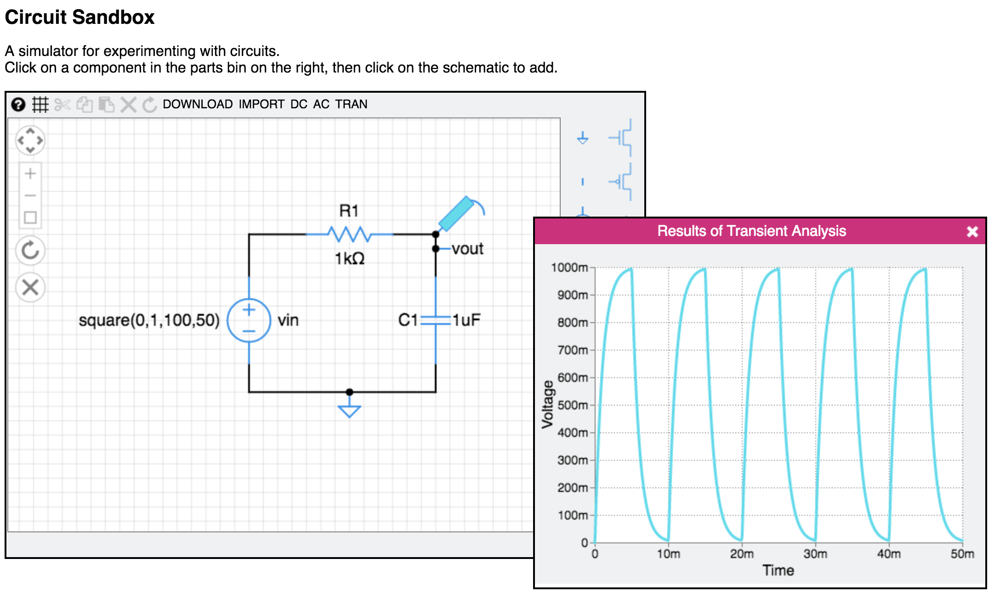 Circuit Sandbox
A simulator for experimenting with circuits.
Click on a component in the parts bin on the right, then click on the schematic to add.
DOWNLOAD IMPORT DC AC TRAN
R1
1kΩ
vout
square(0,1,100,50)
vin
C1
1uF
Results of Transient Analysis
1000m
900m
800m
700m
600m
500m
400m
300m
200m
100m
0
Voltage
0 10m 20m 30m 40m 50m
Time